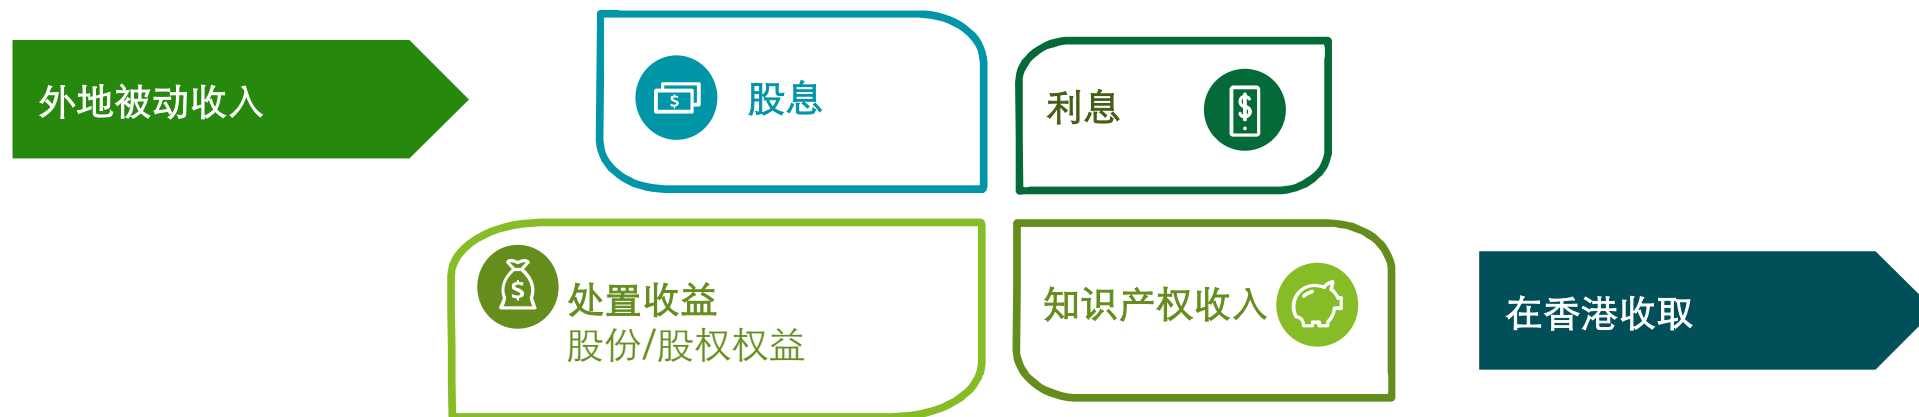 外地被动收入
股息
利息
处置收益
股份/股权权益
知识产权收入
在香港收取